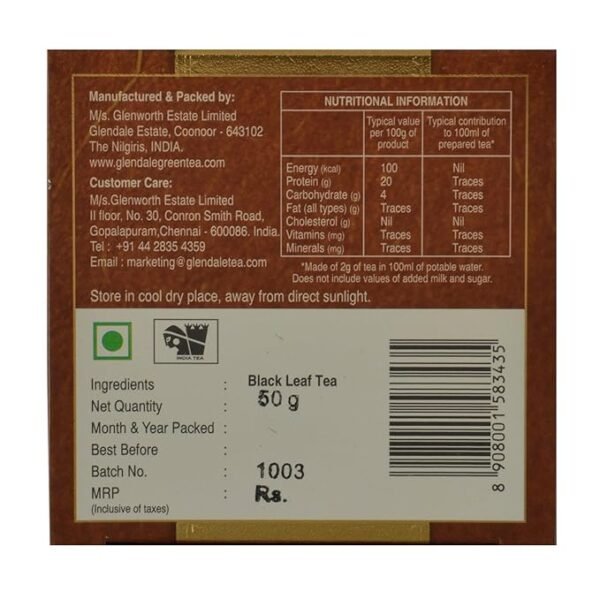 Manufactured & Packed by:
M/s. Glenworth Estate Limited
Glendale Estate, Coonoor - 643102
The Nilgiris, INDIA.
www.glendalegreentea.com
Customer Care:
M/s.Glenworth Estate Limited
II floor, No. 30, Conron Smith Road,
Gopalapuram,Chennai - 600086. India.
Tel : +91 44 2835 4359
Email : marketing@glendaletea.com
NUTRITIONAL INFORMATION
Typical value per 100g of product
Typical contribution to 100ml of prepared tea*
Energy (kcal) 100 Nil
Protein (g) 20 Traces
Carbohydrate (g) 4 Traces
Fat (all types) (g) Traces Traces
Cholesterol (g) Nil Nil
Vitamins (mg) Traces Traces
Minerals (mg) Traces Traces
*Made of 2g of tea in 100ml of potable water.
Does not include values of added milk and sugar.
Store in cool dry place, away from direct sunlight.
INDIA TEA
Ingredients : Black Leaf Tea
Net Quantity : 50 g
Month & Year Packed :
Best Before :
Batch No. : 1003
MRP : Rs.
(Inclusive of taxes)
8 908001 583435